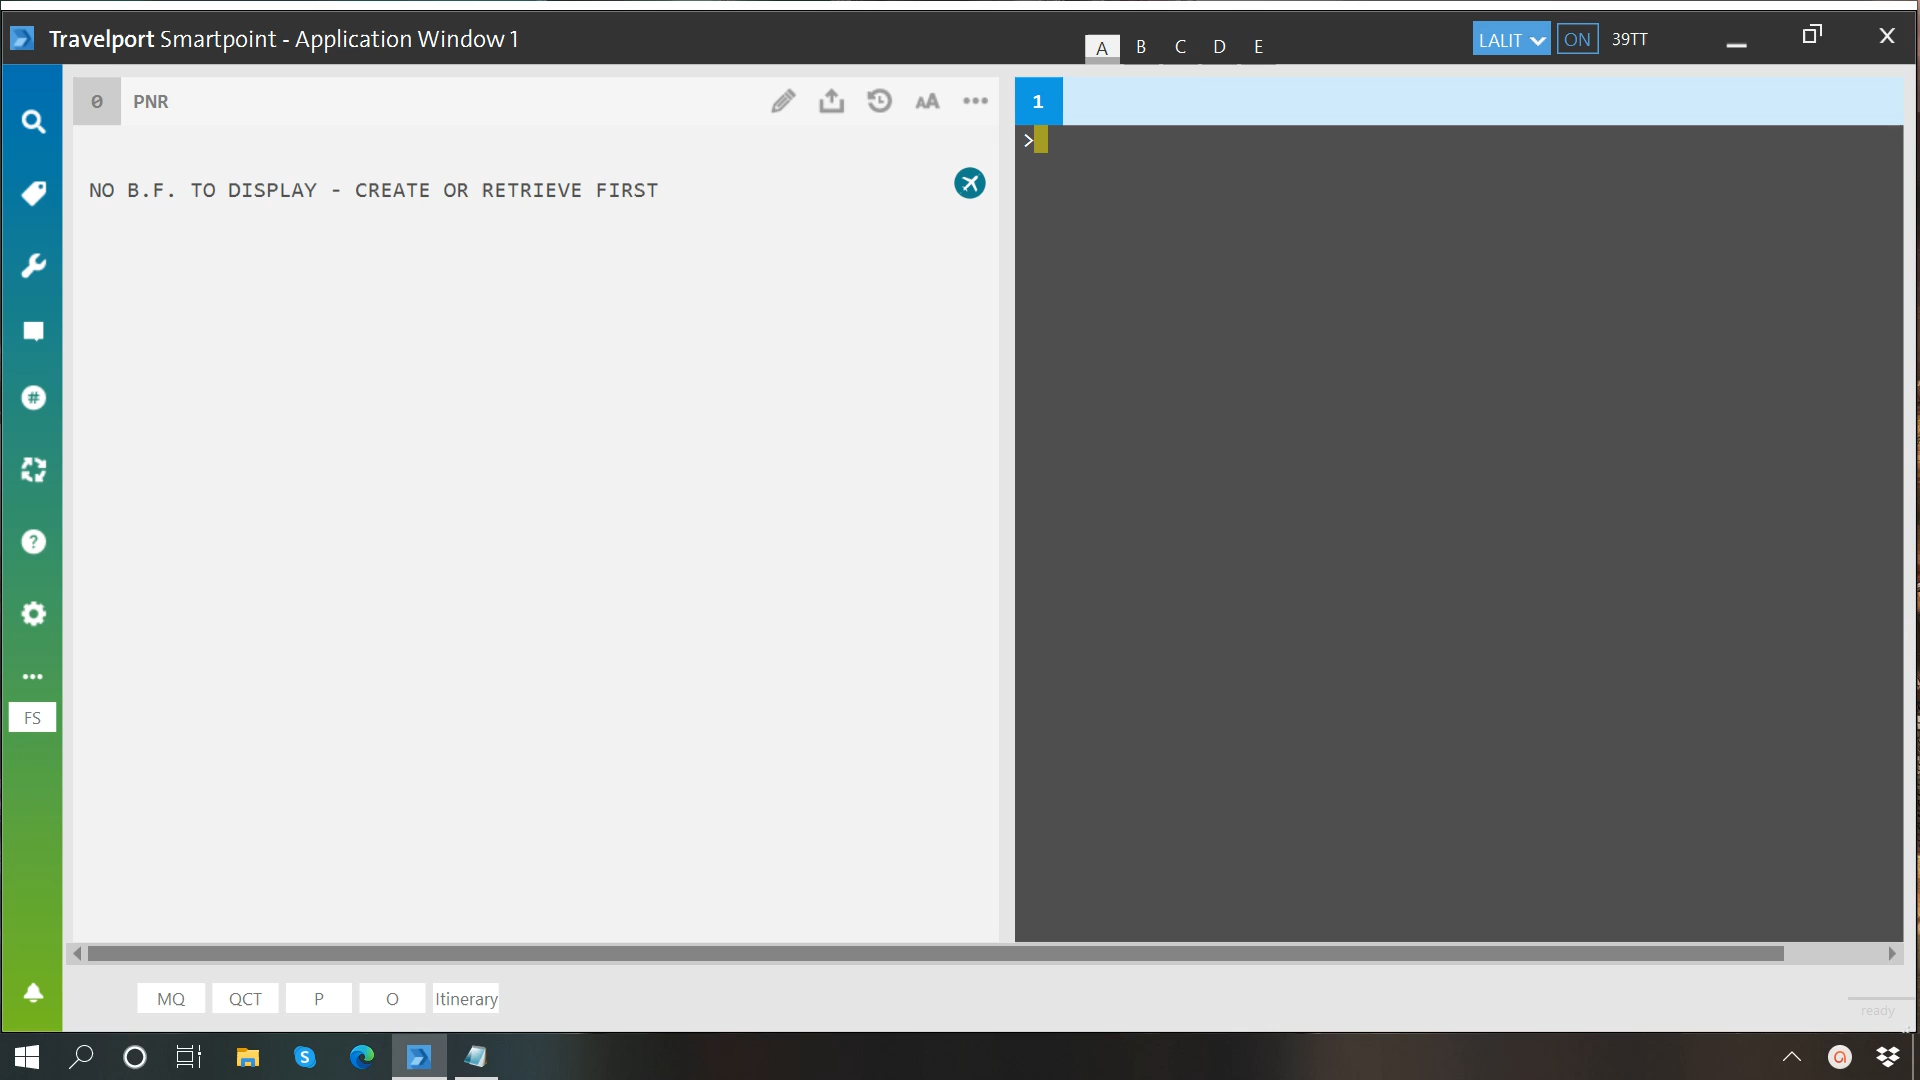 Travelport Smartpoint - Application Window 1
A B C D E
LALIT ON 39TT
0 PNR
AA
1
>
NO B.F. TO DISPLAY - CREATE OR RETRIEVE FIRST
#
?
FS
MQ QCT P O Itinerary
ready